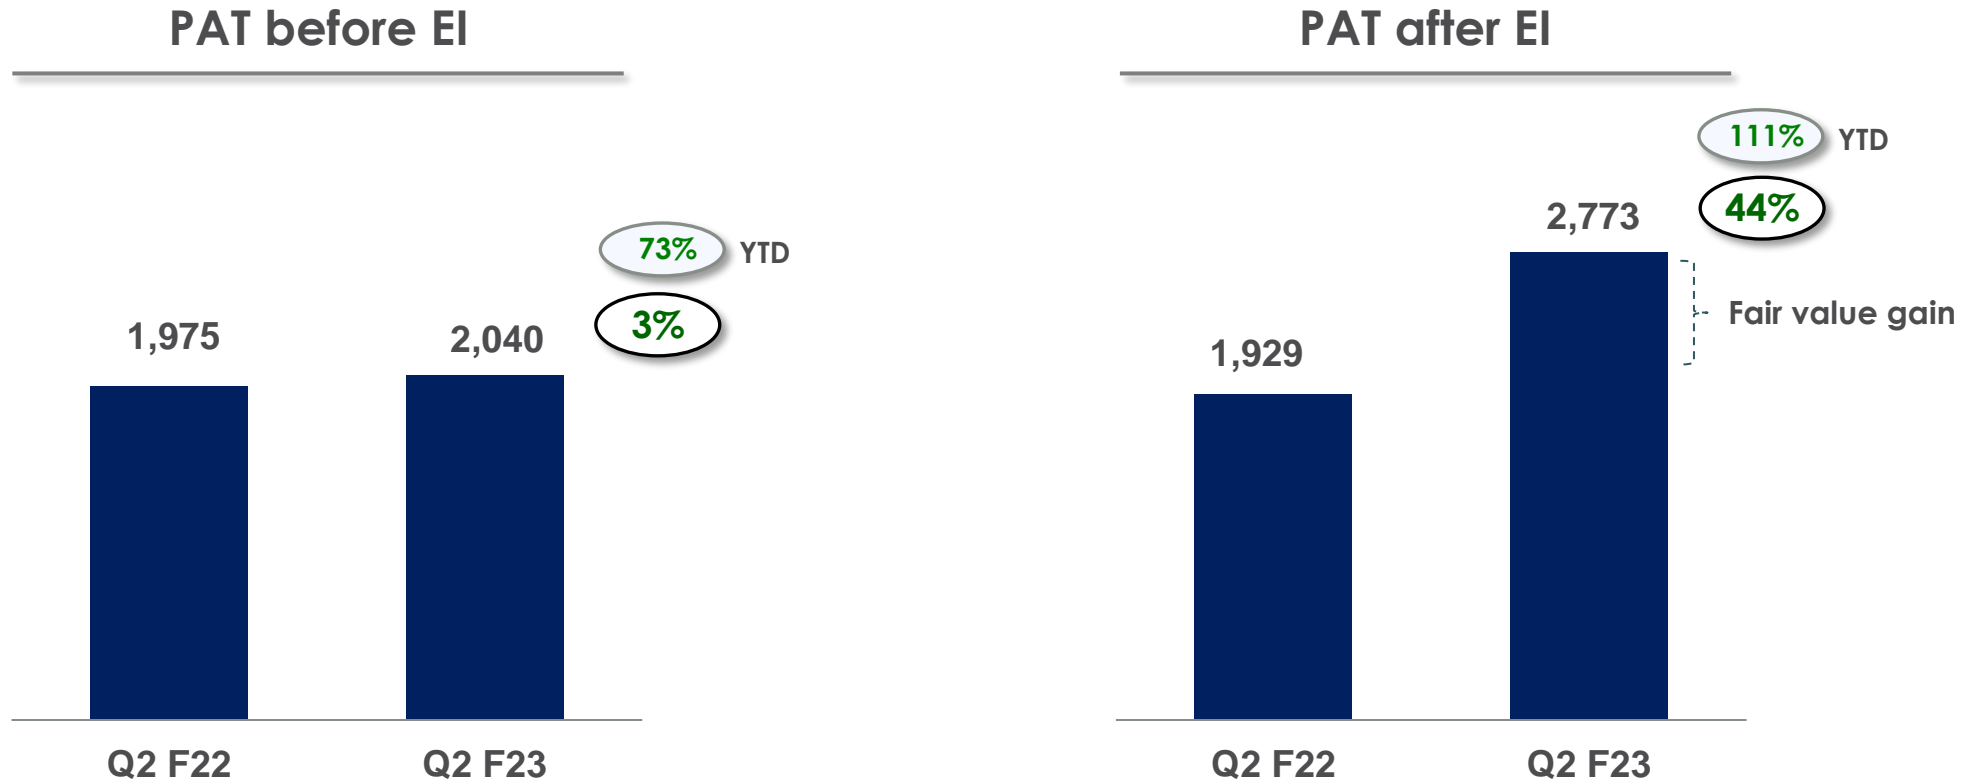 PAT before EI
73% YTD
3%
1,975
2,040
Q2 F22
Q2 F23
PAT after EI
111% YTD
44%
2,773
Fair value gain
1,929
Q2 F22
Q2 F23